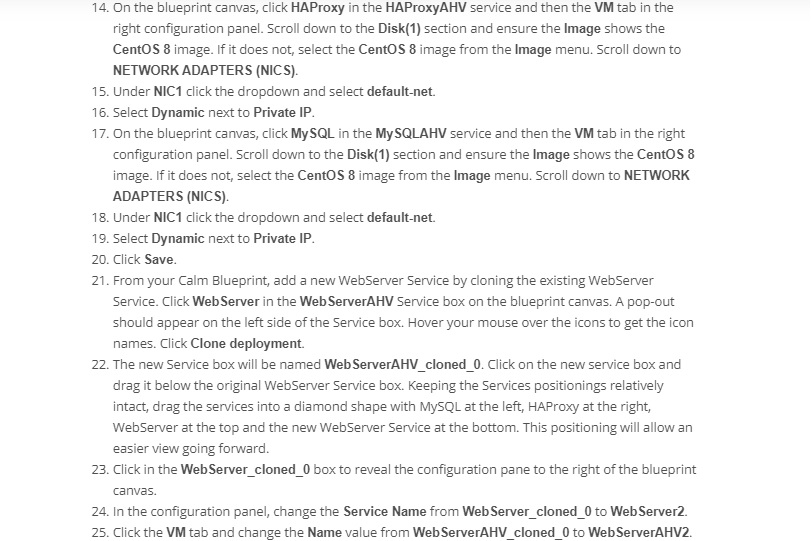 14. On the blueprint canvas, click HAProxy in the HAProxyAHV service and then the VM tab in the
right configuration panel. Scroll down to the Disk(1) section and ensure the Image shows the
CentOS 8 image. If it does not, select the CentOS 8 image from the Image menu. Scroll down to
NETWORK ADAPTERS (NICS).
15. Under NIC1 click the dropdown and select default-net.
16. Select Dynamic next to Private IP.
17. On the blueprint canvas, click MySQL in the MySQLAHV service and then the VM tab in the right
configuration panel. Scroll down to the Disk(1) section and ensure the Image shows the CentOS 8
image. If it does not, select the CentOS 8 image from the Image menu. Scroll down to NETWORK
ADAPTERS (NICS).
18. Under NIC1 click the dropdown and select default-net.
19. Select Dynamic next to Private IP.
20. Click Save.
21. From your Calm Blueprint, add a new WebServer Service by cloning the existing WebServer
Service. Click WebServer in the WebServerAHV Service box on the blueprint canvas. A pop-out
should appear on the left side of the Service box. Hover your mouse over the icons to get the icon
names. Click Clone deployment.
22. The new Service box will be named WebServerAHV_cloned_0. Click on the new service box and
drag it below the original WebServer Service box. Keeping the Services positionings relatively
intact, drag the services into a diamond shape with MySQL at the left, HAProxy at the right,
WebServer at the top and the new WebServer Service at the bottom. This positioning will allow an
easier view going forward.
23. Click in the WebServer_cloned_0 box to reveal the configuration pane to the right of the blueprint
canvas.
24. In the configuration panel, change the Service Name from WebServer_cloned_0 to WebServer2.
25. Click the VM tab and change the Name value from WebServerAHV_cloned_0 to WebServerAHV2.